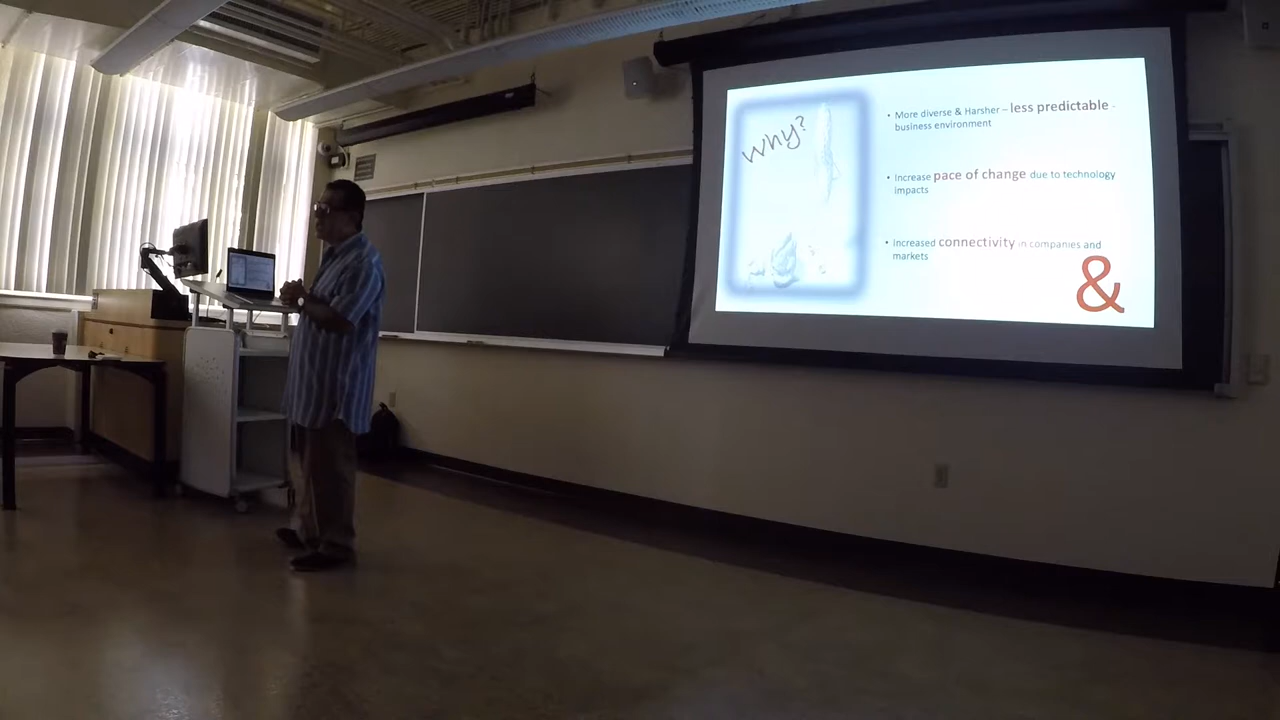 why?
• More diverse & Harsher – less predictable -
business environment
• Increase pace of change due to technology
impacts
• Increased connectivity in companies and
markets
&